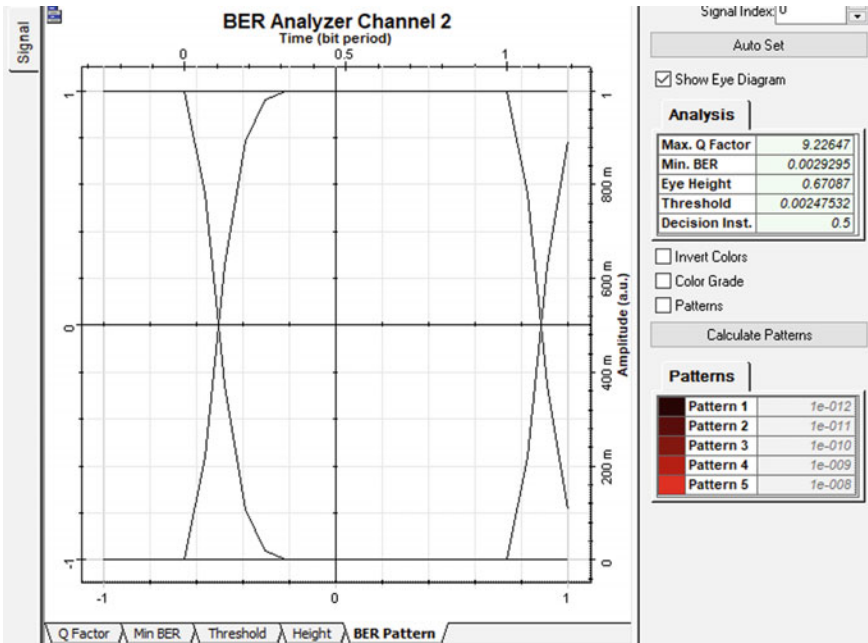 Signal
BER Analyzer Channel 2
Time (bit period)
0 0.5 1
1 0 -1
Amplitude (a.u.)
1
800 m
600 m
400 m
200 m
0
-1 0 1
Q Factor Min BER Threshold Height BER Pattern
Signal Index: 0
Auto Set
Show Eye Diagram
Analysis
Max. Q Factor 9.22647
Min. BER 0.0029295
Eye Height 0.67087
Threshold 0.00247532
Decision Inst. 0.5
Invert Colors
Color Grade
Patterns
Calculate Patterns
Patterns
Pattern 1 1e-012
Pattern 2 1e-011
Pattern 3 1e-010
Pattern 4 1e-009
Pattern 5 1e-008